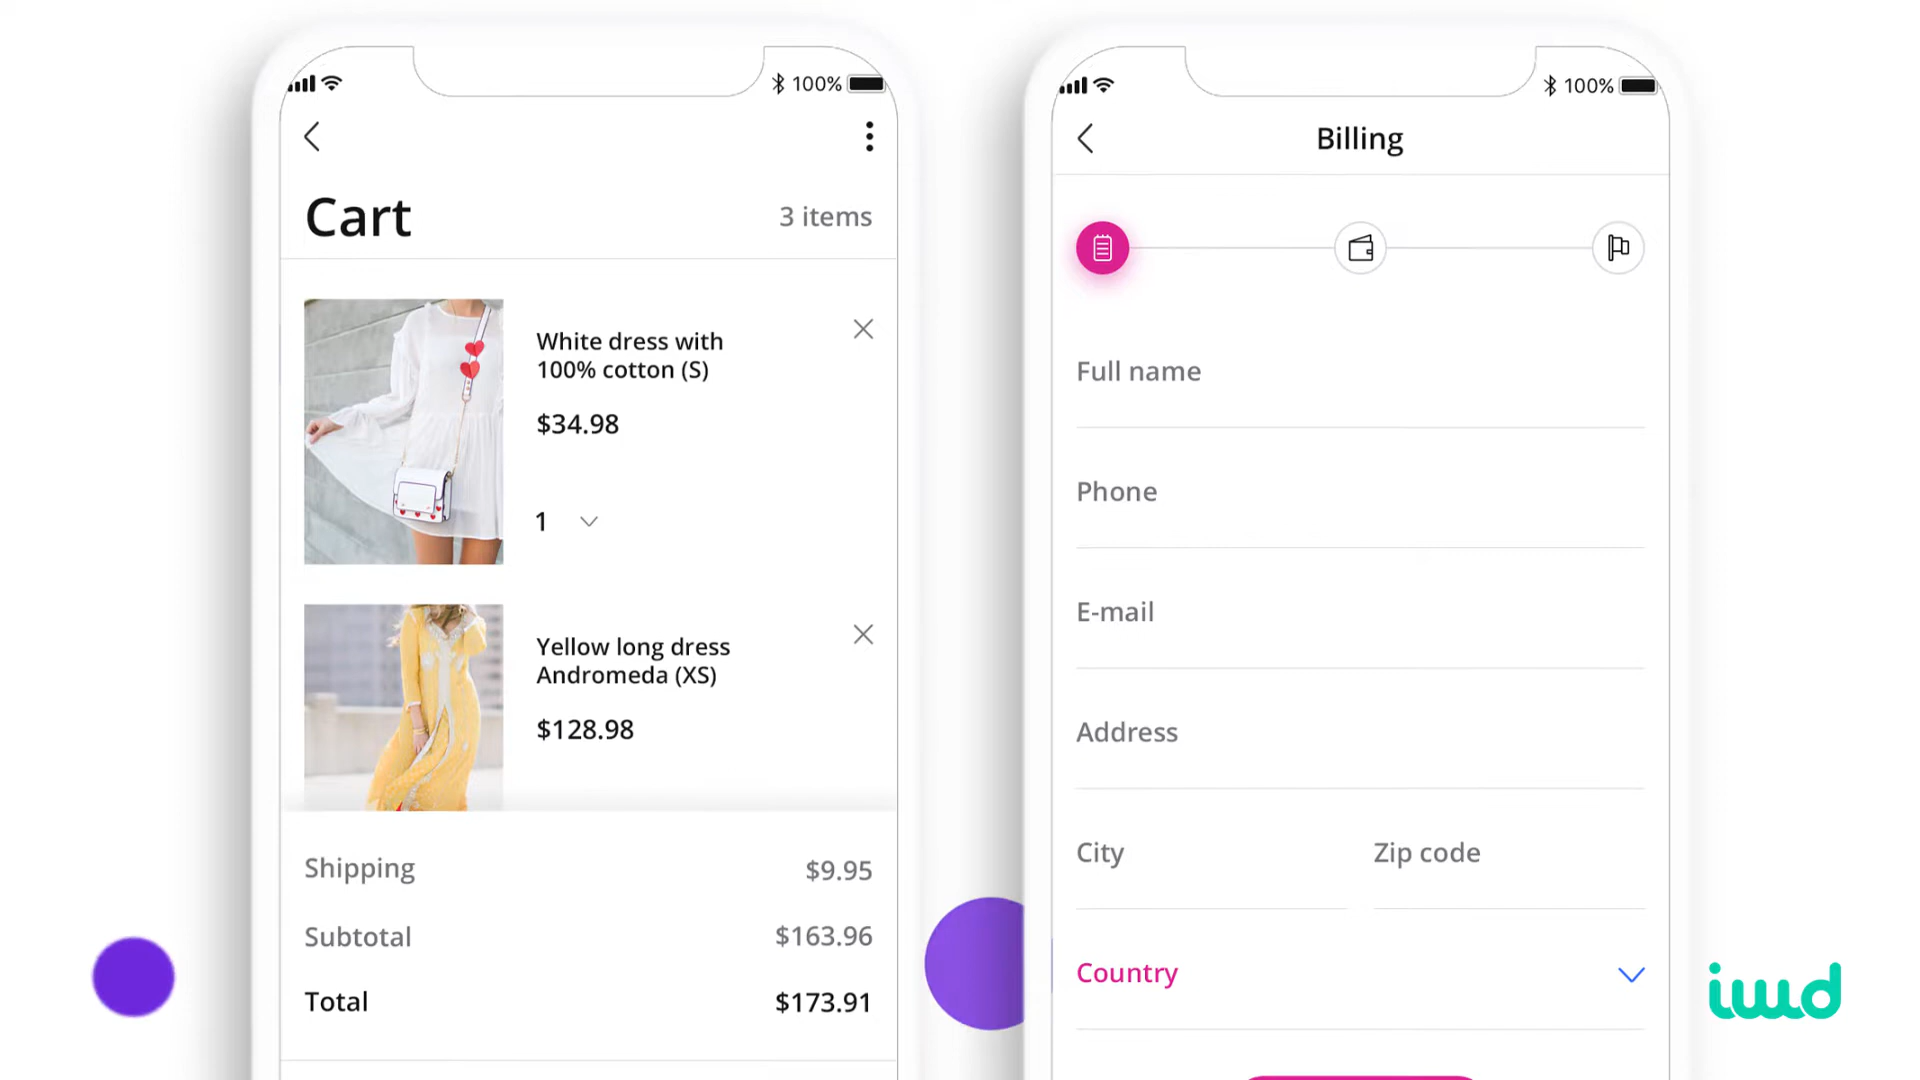 100%
Cart
3 items
White dress with
100% cotton (S)
$34.98
1
Yellow long dress
Andromeda (XS)
$128.98
Shipping
$9.95
Subtotal
$163.96
Total
$173.91
100%
Billing
Full name
Phone
E-mail
Address
City
Zip code
Country
iwd